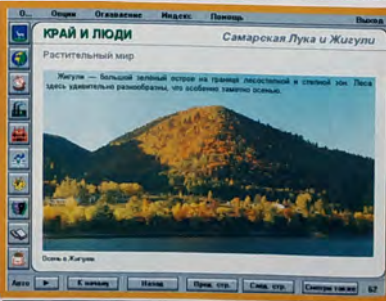 О... Опции Оглавление Индекс Помощь Выход
КРАЙ И ЛЮДИ Самарская Лука и Жигули
Растительный мир
Жигули — большой зелёный остров на границе лесостепной и степной зон. Леса
здесь удивительно разнообразны, что особенно заметно осенью.
Осень в Жигулях
Авто К началу Назад Пред. стр. След. стр. Смотри также 62